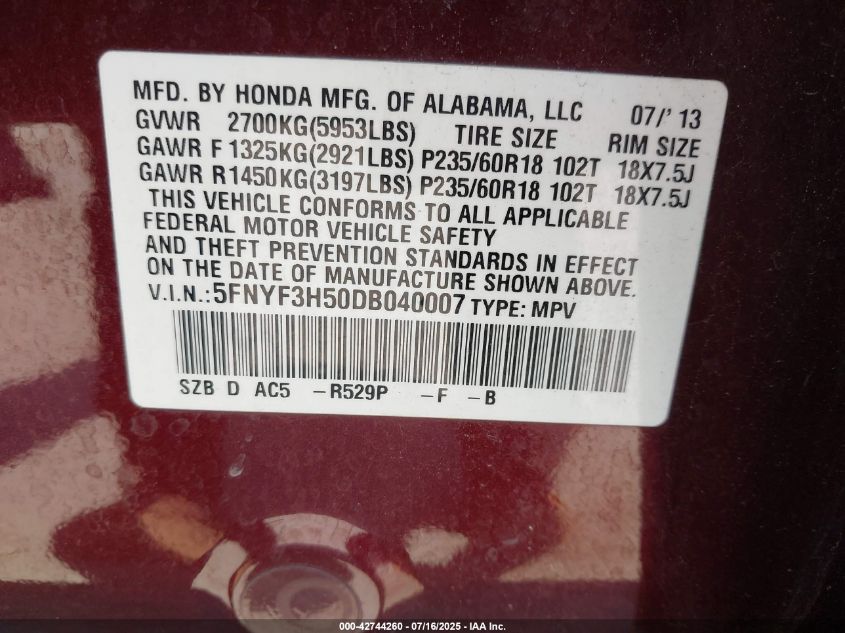 MFD. BY HONDA MFG. OF ALABAMA, LLC 07/' 13
GVWR 2700KG(5953LBS) TIRE SIZE RIM SIZE
GAWR F 1325KG(2921LBS) P235/60R18 102T 18X7.5J
GAWR R1450KG(3197LBS) P235/60R18 102T 18X7.5J
THIS VEHICLE CONFORMS TO ALL APPLICABLE
FEDERAL MOTOR VEHICLE SAFETY
AND THEFT PREVENTION STANDARDS IN EFFECT
ON THE DATE OF MANUFACTURE SHOWN ABOVE.
V.I.N.:5FNYF3H50DB040007 TYPE: MPV
SZB D AC5 -R529P -F -B
000-42744260 - 07/16/2025 - IAA Inc.